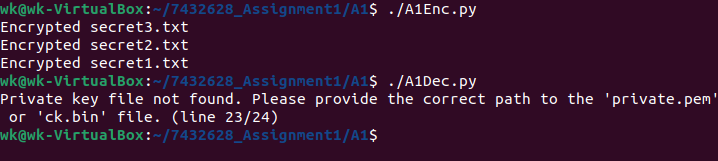 wk@wk-VirtualBox:~/7432628_Assignment1/A1$ ./A1Enc.py
Encrypted secret3.txt
Encrypted secret2.txt
Encrypted secret1.txt
wk@wk-VirtualBox:~/7432628_Assignment1/A1$ ./A1Dec.py
Private key file not found. Please provide the correct path to the 'private.pem'
 or 'ck.bin' file. (line 23/24)
wk@wk-VirtualBox:~/7432628_Assignment1/A1$